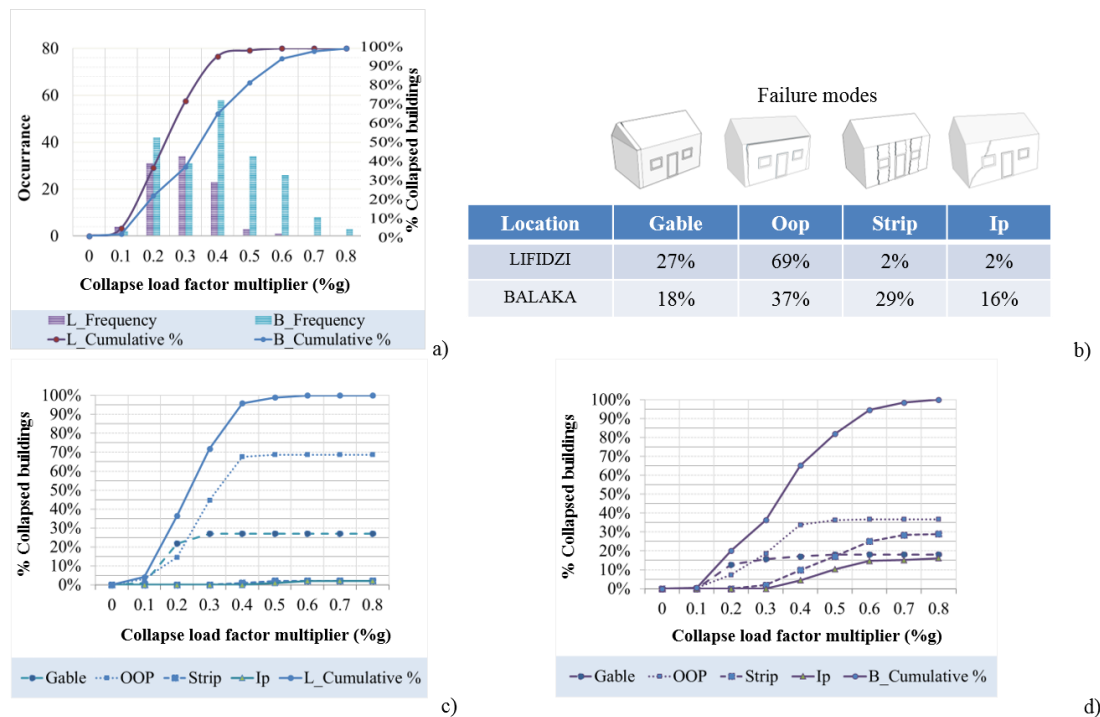 80
60
40
20
0
Occurrance
100%
90%
80%
70%
60%
50%
40%
30%
20%
10%
0%
% Collapsed buildings
0 0.1 0.2 0.3 0.4 0.5 0.6 0.7 0.8
Collapse load factor multiplier (%g)
L_Frequency B_Frequency
L_Cumulative % B_Cumulative %
a)
Failure modes
Location Gable Oop Strip Ip
LIFIDZI 27% 69% 2% 2%
BALAKA 18% 37% 29% 16%
b)
100%
90%
80%
70%
60%
50%
40%
30%
20%
10%
0%
% Collapsed buildings
0 0.1 0.2 0.3 0.4 0.5 0.6 0.7 0.8
Collapse load factor multiplier (%g)
Gable OOP Strip Ip L_Cumulative %
c)
100%
90%
80%
70%
60%
50%
40%
30%
20%
10%
0%
% Collapsed buildings
0 0.1 0.2 0.3 0.4 0.5 0.6 0.7 0.8
Collapse load factor multiplier (%g)
Gable OOP Strip Ip B_Cumulative %
d)